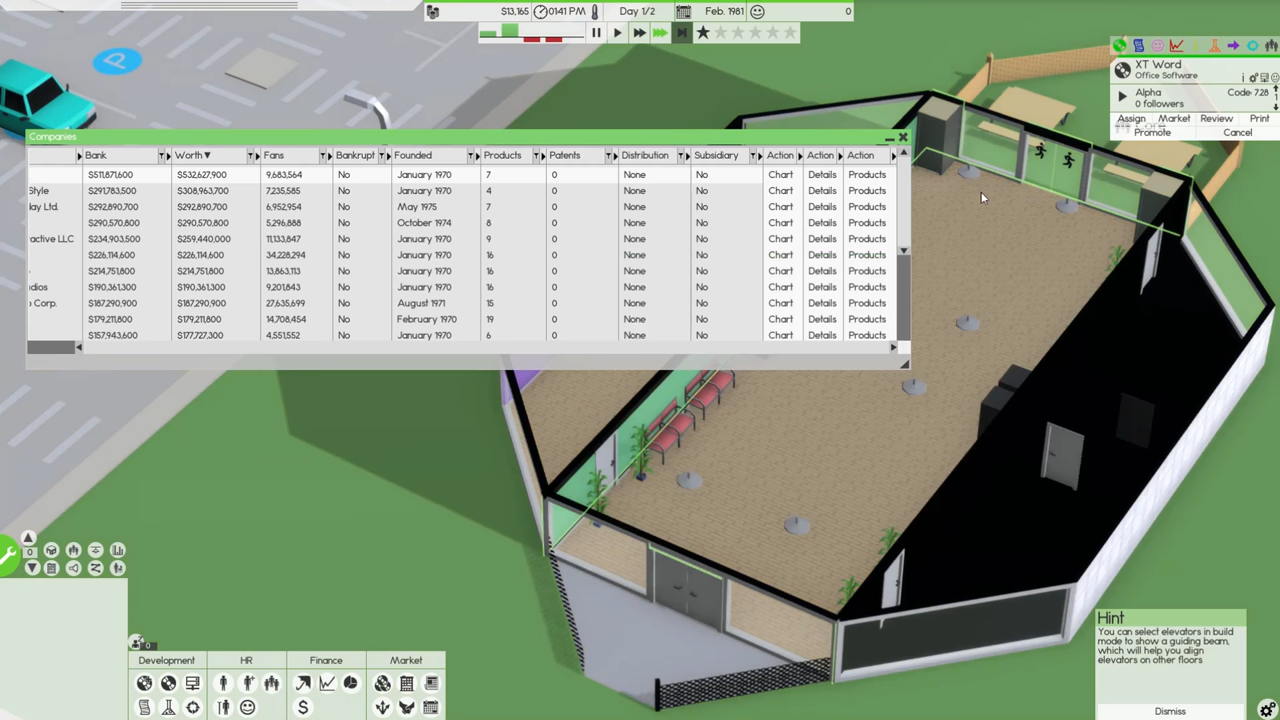 $13,165
0141 PM
Day 1/2
Feb. 1981
0
P
XT Word
Office Software
Alpha
Code: 7.28
0 followers
1
Assign
Market
Review
Print
Promote
Cancel
Companies
Bank
Worth
Fans
Bankrupt
Founded
Products
Patents
Distribution
Subsidiary
Action
Action
Action
$511,871,600 $532,627,900 9,683,564 No January 1970 7 0 None No Chart Details Products
Style $291,783,500 $308,963,700 7,235,585 No January 1970 4 0 None No Chart Details Products
lay Ltd. $292,890,700 $292,890,700 6,952,954 No May 1975 7 0 None No Chart Details Products
$290,570,800 $290,570,800 5,296,888 No October 1974 8 0 None No Chart Details Products
active LLC $234,903,500 $259,440,000 11,133,847 No January 1970 9 0 None No Chart Details Products
$226,114,600 $226,114,600 34,228,294 No January 1970 16 0 None No Chart Details Products
$214,751,800 $214,751,800 13,863,113 No January 1970 16 0 None No Chart Details Products
dios $190,361,300 $190,361,300 9,201,843 No January 1970 16 0 None No Chart Details Products
Corp. $187,290,900 $187,290,900 27,635,699 No August 1971 15 0 None No Chart Details Products
$179,211,800 $179,211,800 14,708,454 No February 1970 19 0 None No Chart Details Products
$157,943,600 $177,727,300 4,551,552 No January 1970 6 0 None No Chart Details Products
0
0
Development
HR
Finance
Market
Hint
You can select elevators in build
mode to show a guiding beam,
which will help you align
elevators on other floors
Dismiss